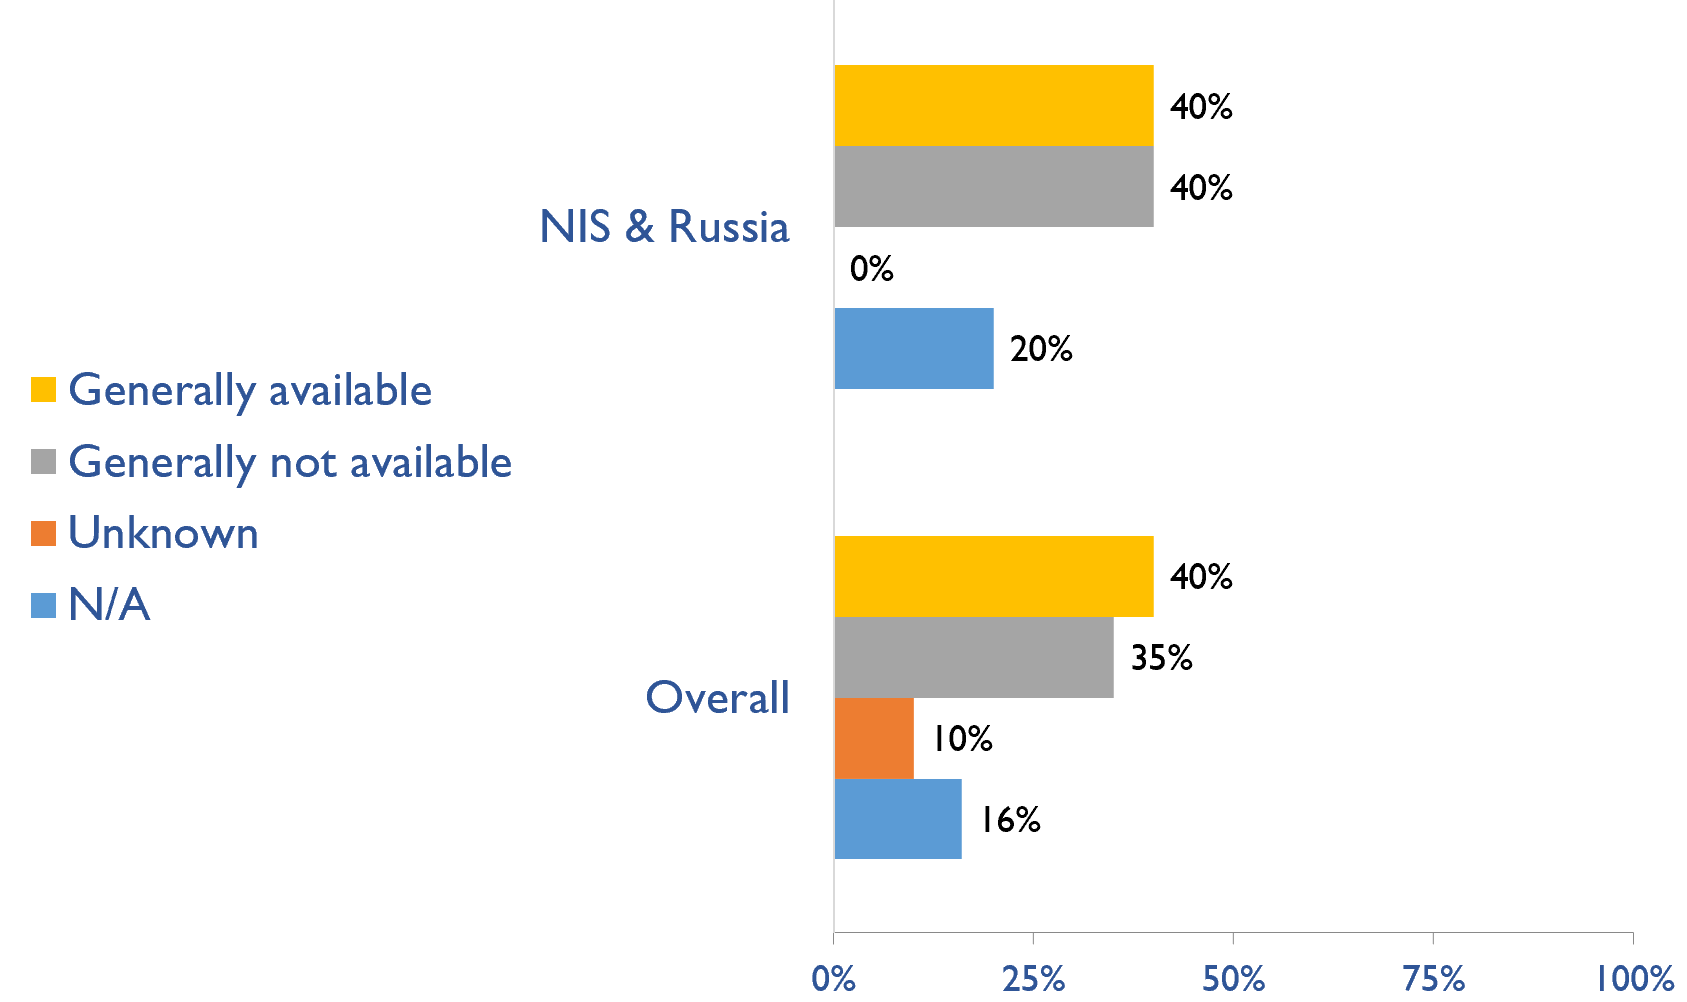 40%
40%
NIS & Russia
0%
20%
Generally available
Generally not available
Unknown
N/A
40%
35%
Overall
10%
16%
0% 25% 50% 75% 100%